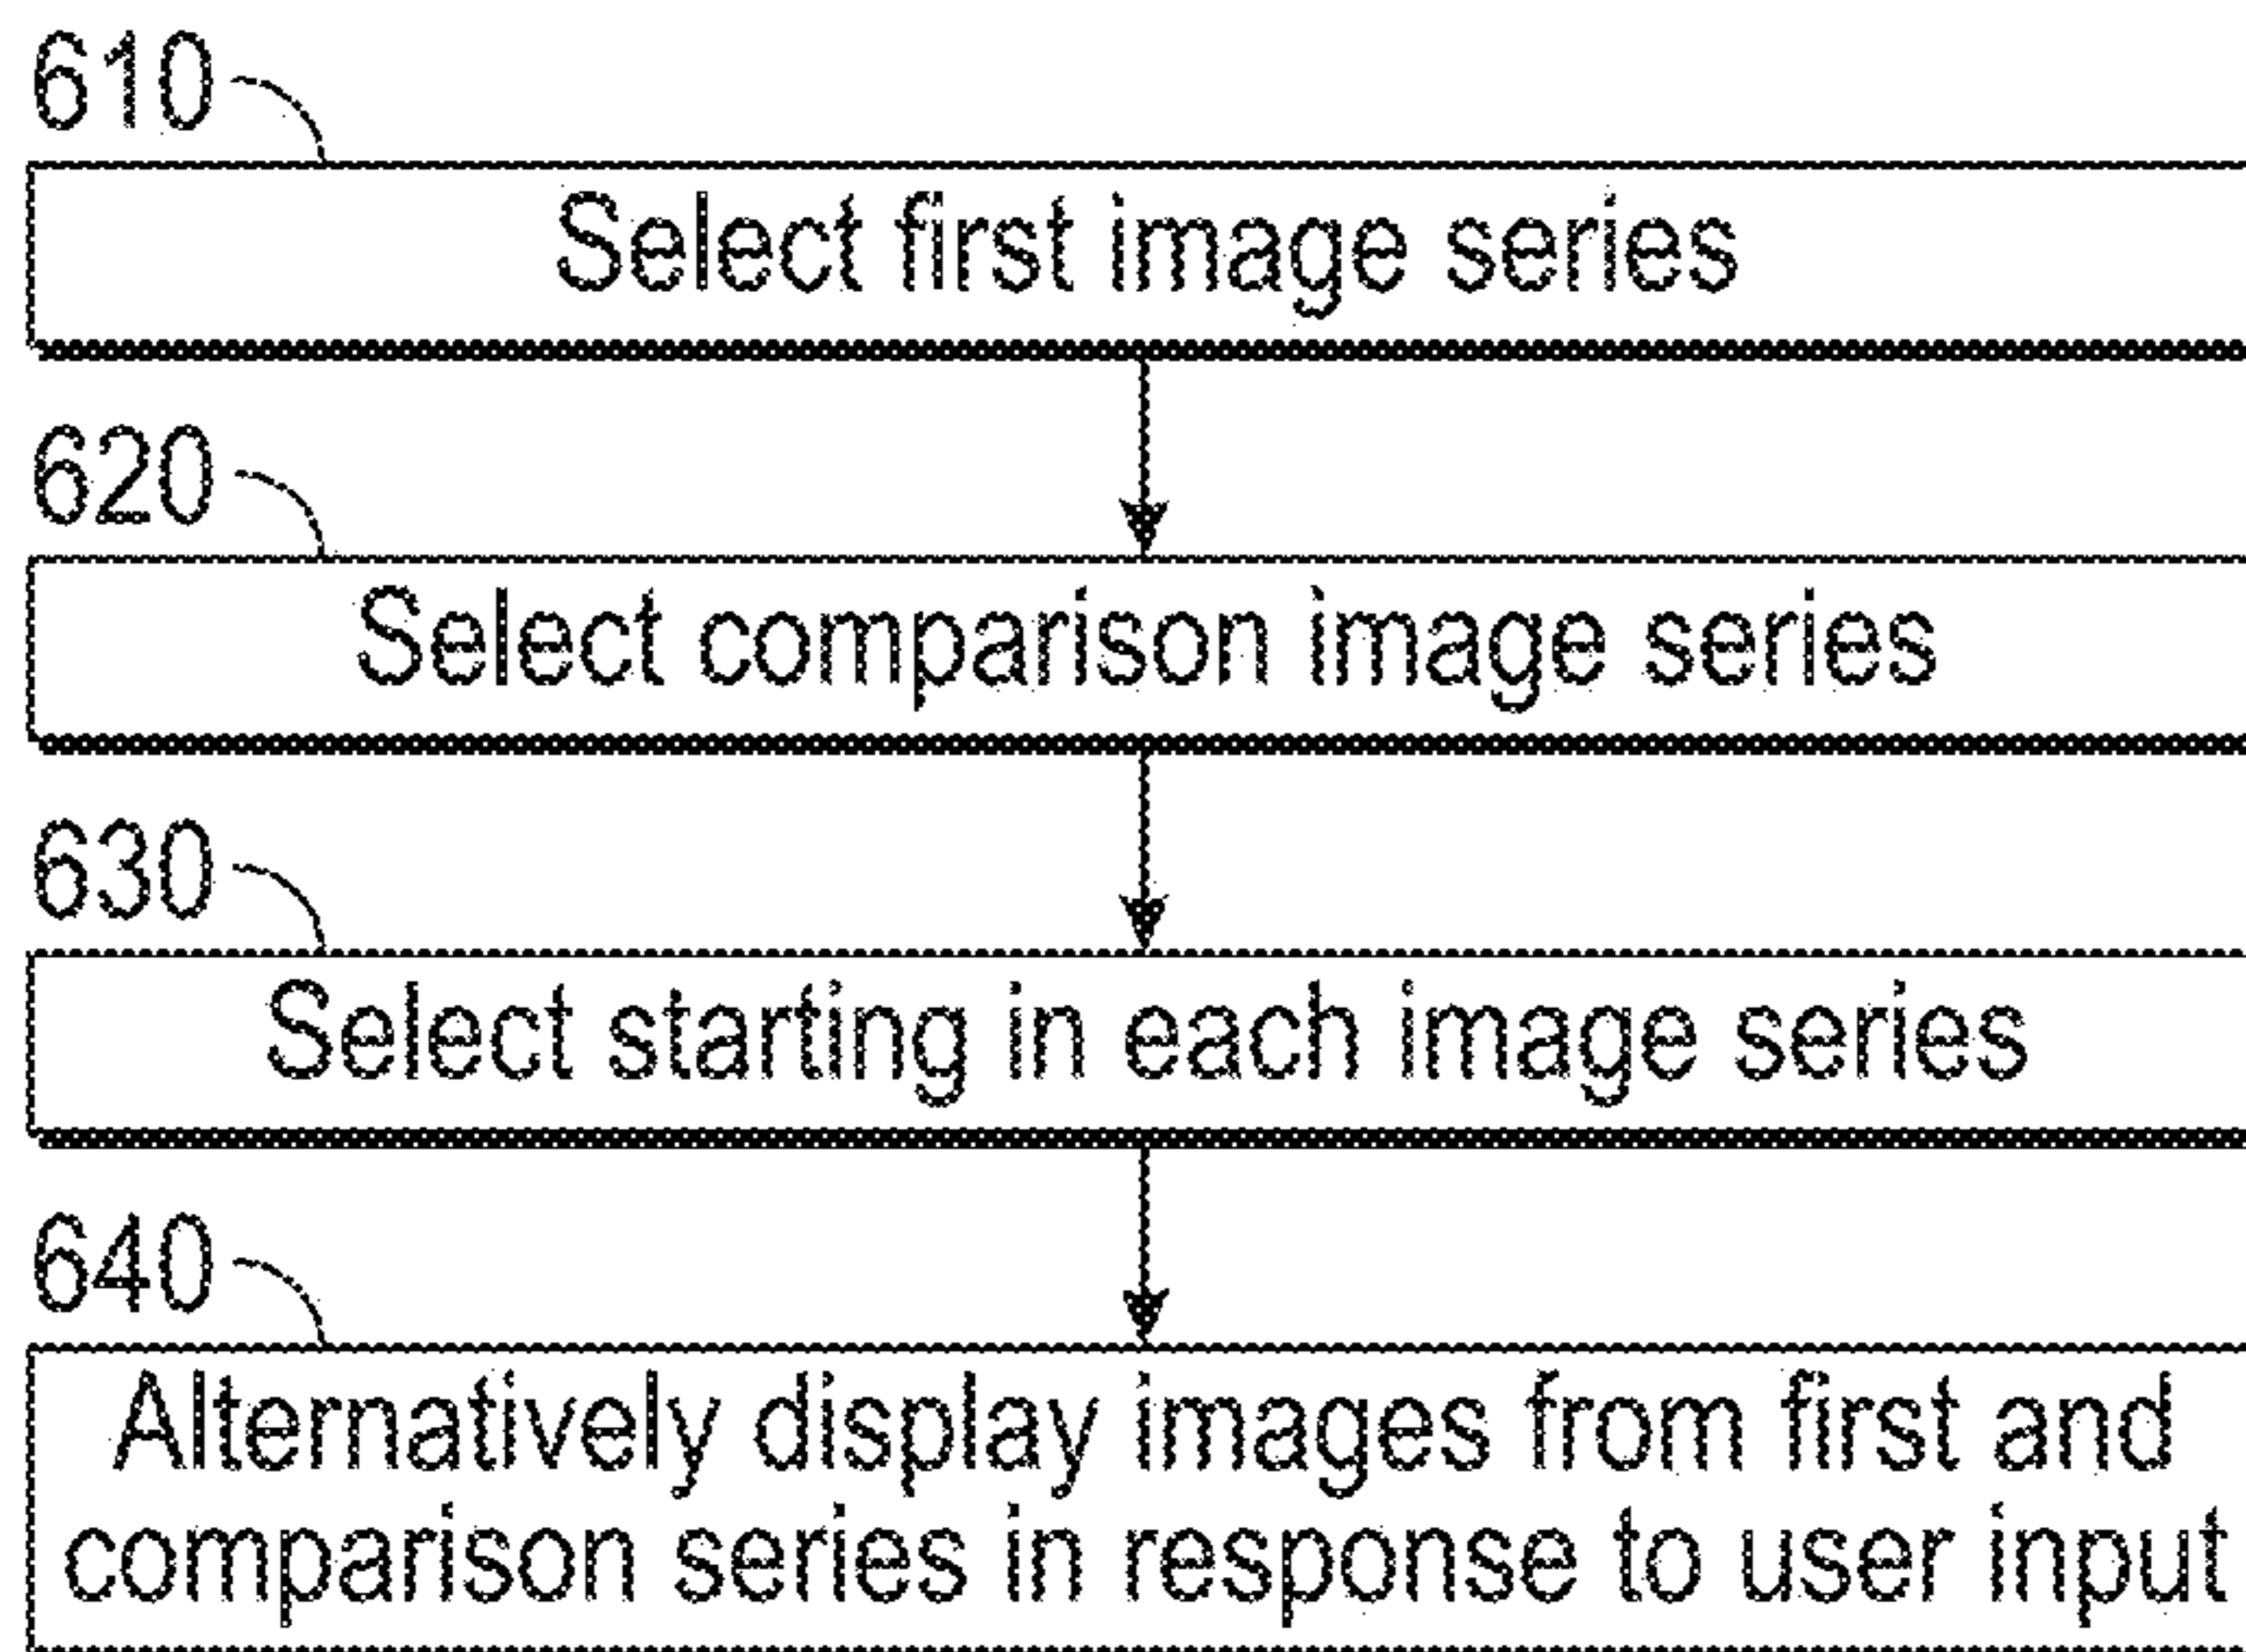 610
Select first image series
620
Select comparison image series
630
Select starting in each image series
640
Alternatively display images from first and
comparison series in response to user input